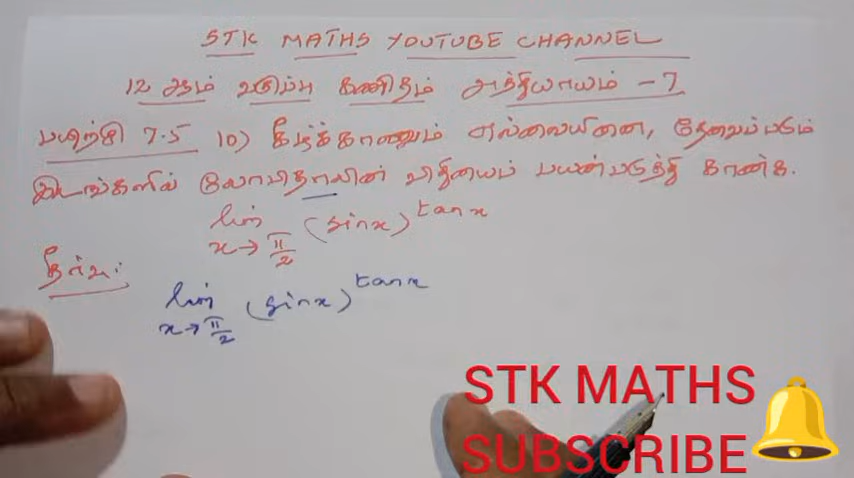 STK MATHS YOUTUBE CHANNEL
12 ஆம் வகுப்பு கணிதம் அத்தியாயம் - 7
பயிற்சி 7.5 10) கீழ்க்காணும் எல்லையினை, தேவைப்படும்
இடங்களில் லோபிதாலின் விதியைப் பயன்படுத்தி காண்க.
lim x→π/2 (sinx)^tanx
தீர்வு:
lim x→π/2 (sinx)^tanx
STK MATHS
SUBSCRIBE